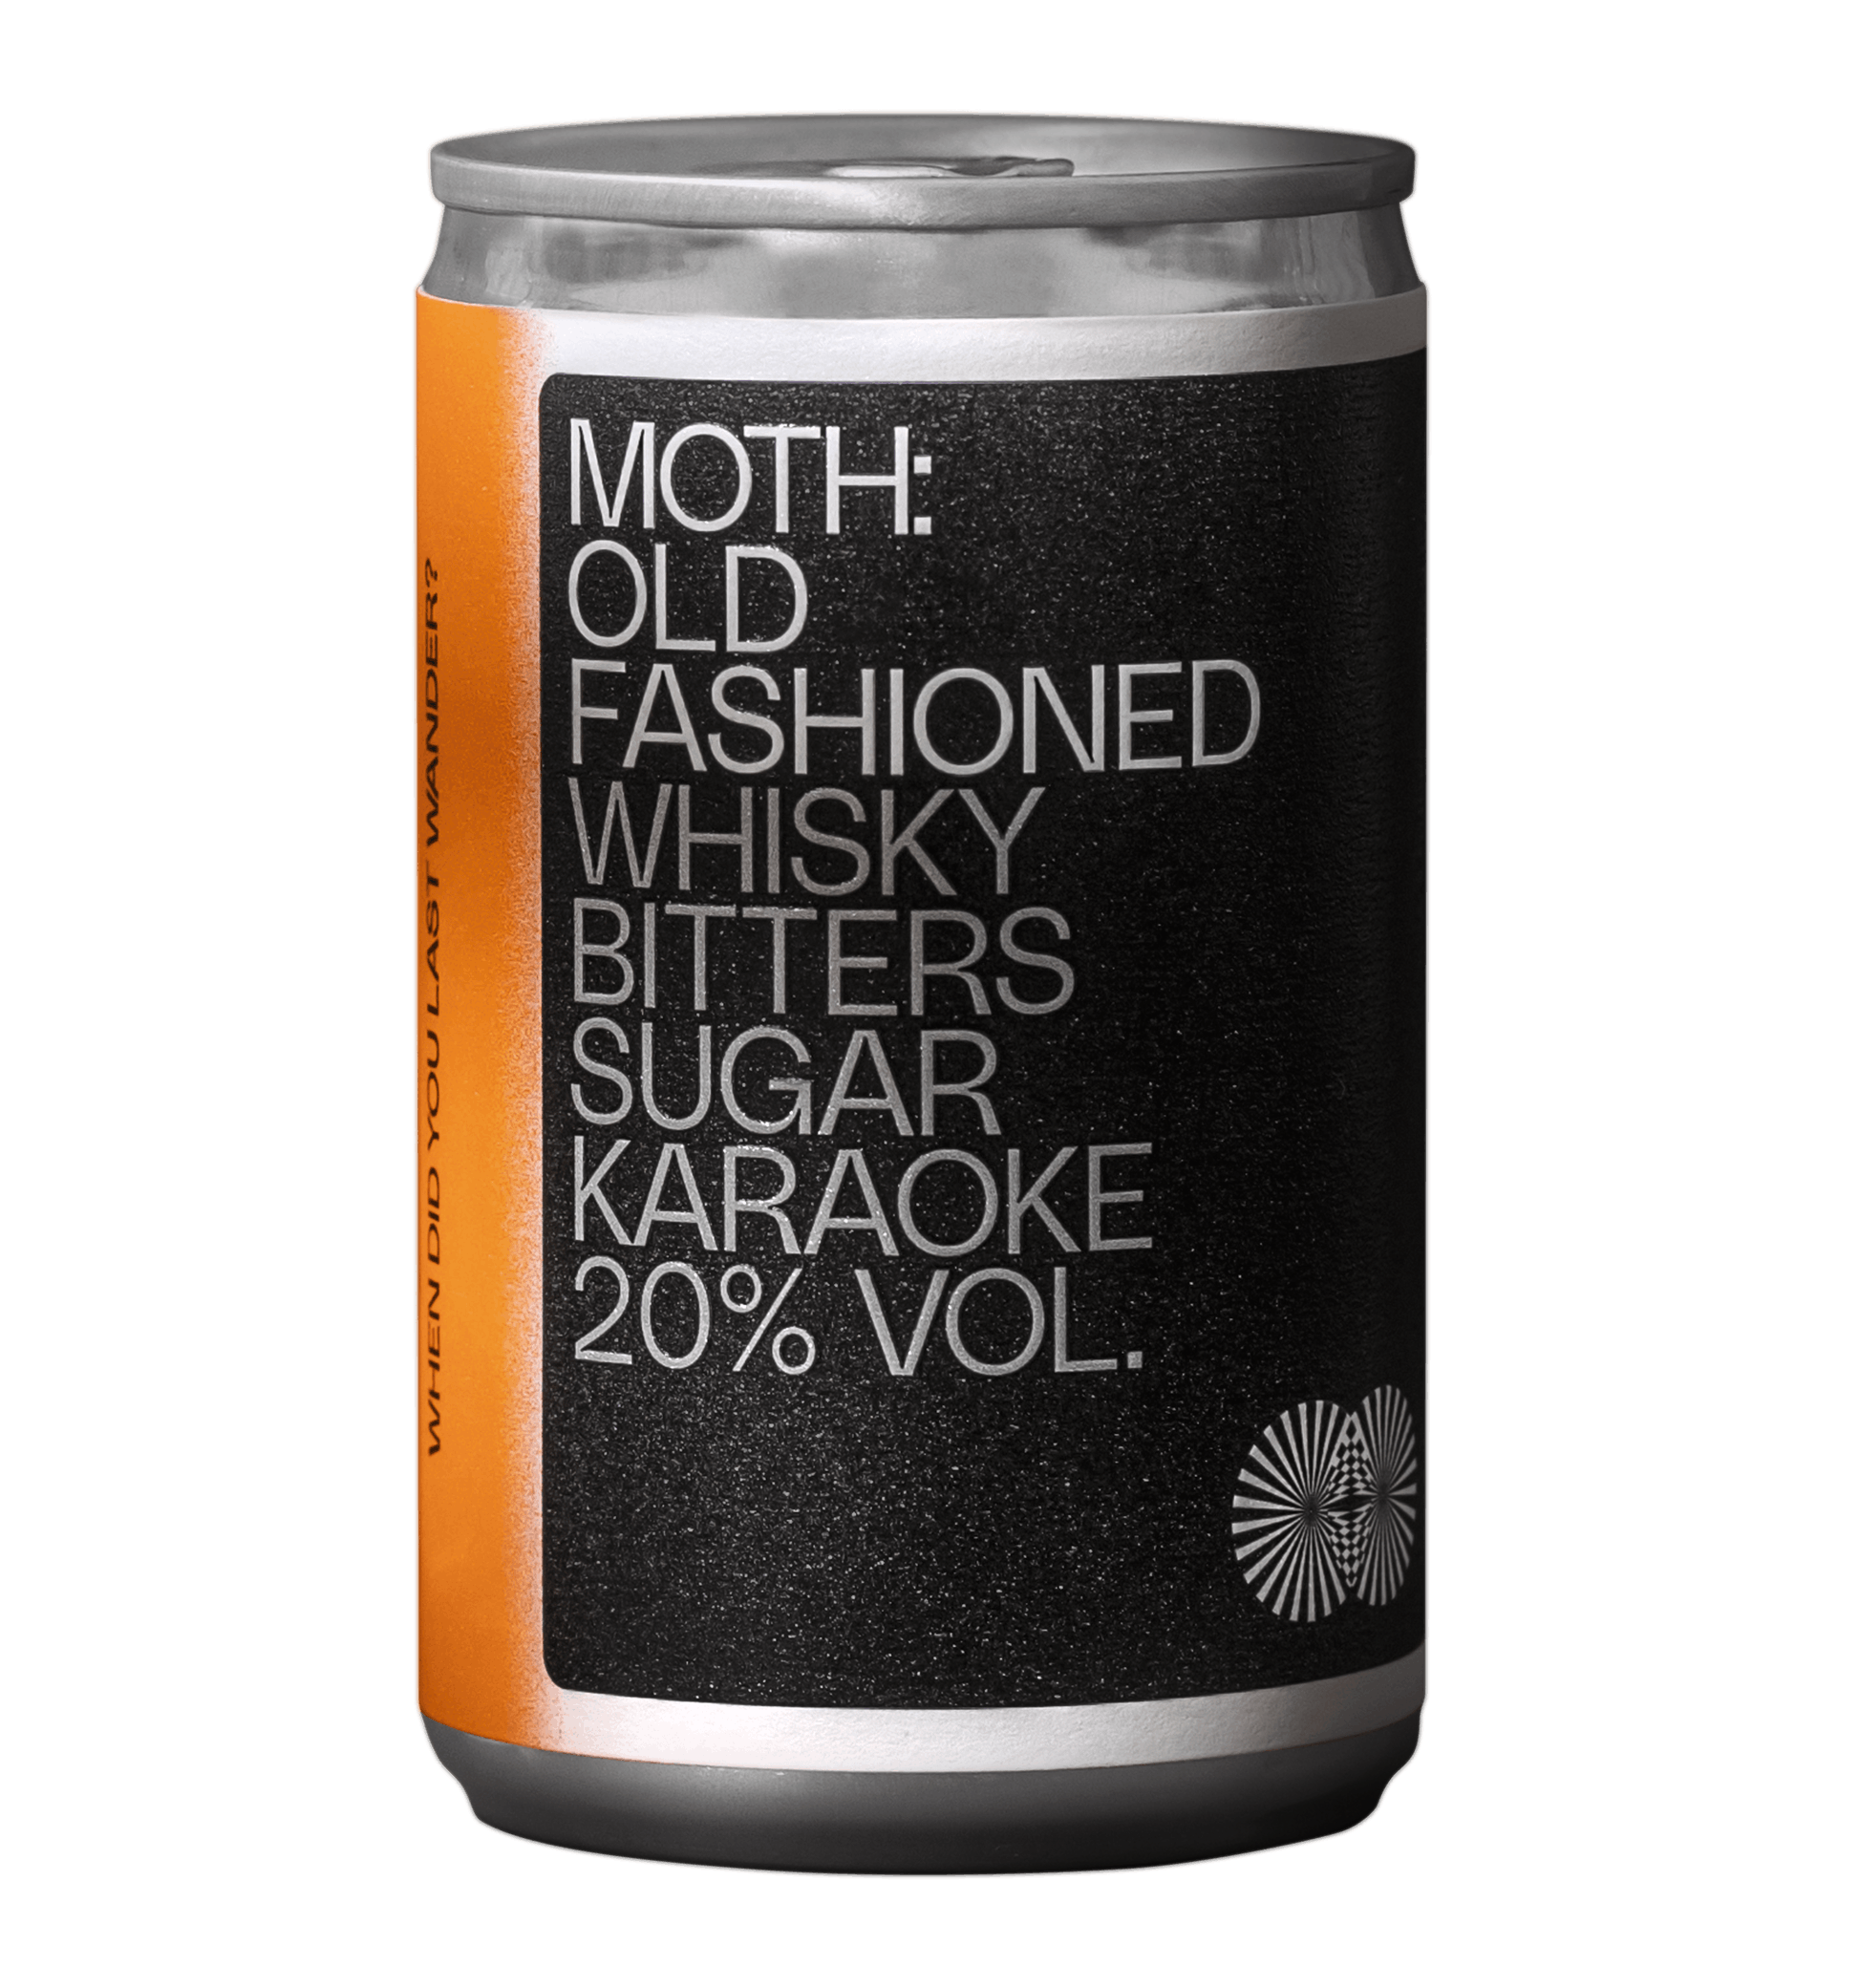 MOTH:
OLD
FASHIONED
WHISKY
BITTERS
SUGAR
KARAOKE
20% VOL.
WHEN DID YOU LAST WANDER?